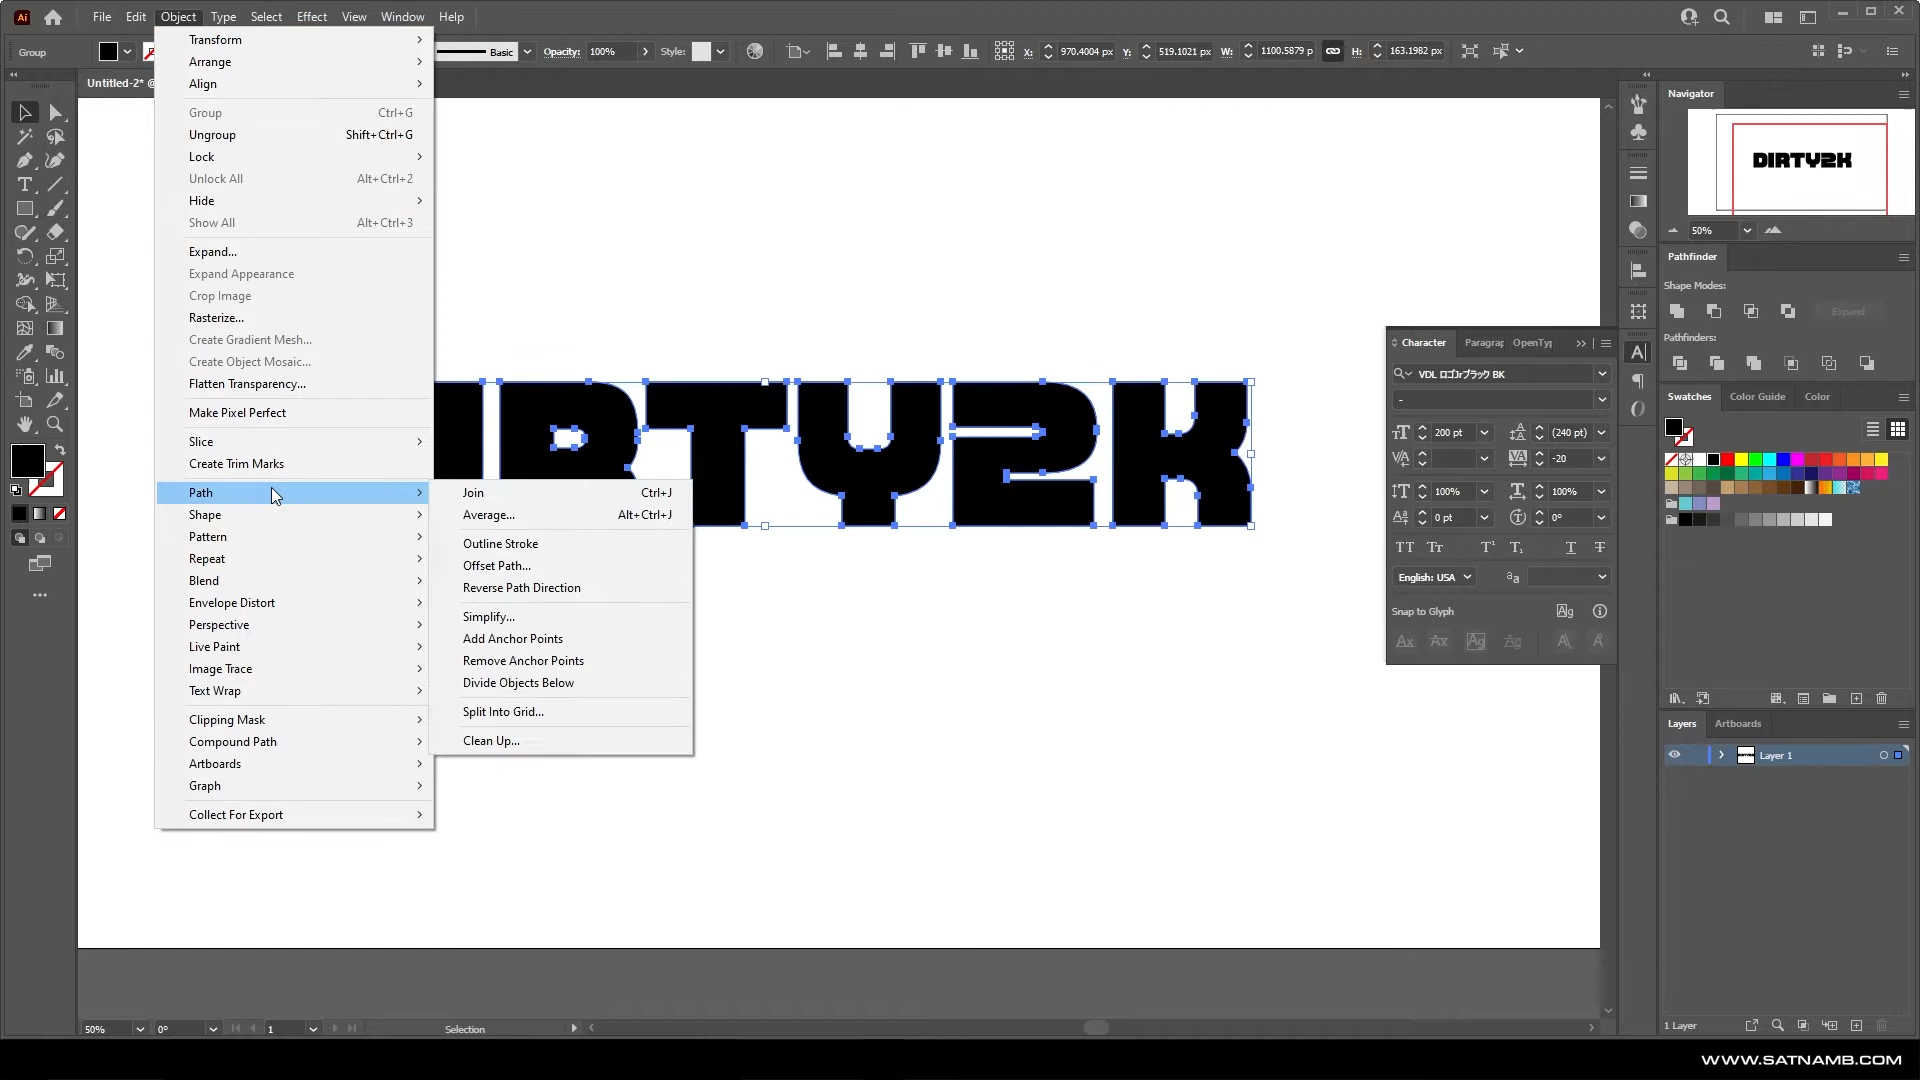 Ai File Edit Object Type Select Effect View Window Help
Group Basic Opacity: 100% Style: X: 970.4004 px Y: 519.1021 px W: 1100.5879 p H: 163.1982 px
Untitled-2* @
Transform
Arrange
Align
Group Ctrl+G
Ungroup Shift+Ctrl+G
Lock
Unlock All Alt+Ctrl+2
Hide
Show All Alt+Ctrl+3
Expand...
Expand Appearance
Crop Image
Rasterize...
Create Gradient Mesh...
Create Object Mosaic...
Flatten Transparency...
Make Pixel Perfect
Slice
Create Trim Marks
Path
Shape
Pattern
Repeat
Blend
Envelope Distort
Perspective
Live Paint
Image Trace
Text Wrap
Clipping Mask
Compound Path
Artboards
Graph
Collect For Export
Join Ctrl+J
Average... Alt+Ctrl+J
Outline Stroke
Offset Path...
Reverse Path Direction
Simplify...
Add Anchor Points
Remove Anchor Points
Divide Objects Below
Split Into Grid...
Clean Up...
RTY2K
Character Paragrap OpenTyp
VDL ロゴJrブラック BK
-
200 pt (240 pt)
-20
100% 100%
0 pt 0°
English: USA
Snap to Glyph
Navigator
DIRTY2K
50%
Pathfinder
Shape Modes:
Expand
Pathfinders:
Swatches Color Guide Color
Layers Artboards
Layer 1
1 Layer
50% 0° 1 Selection
WWW.SATNAMB.COM